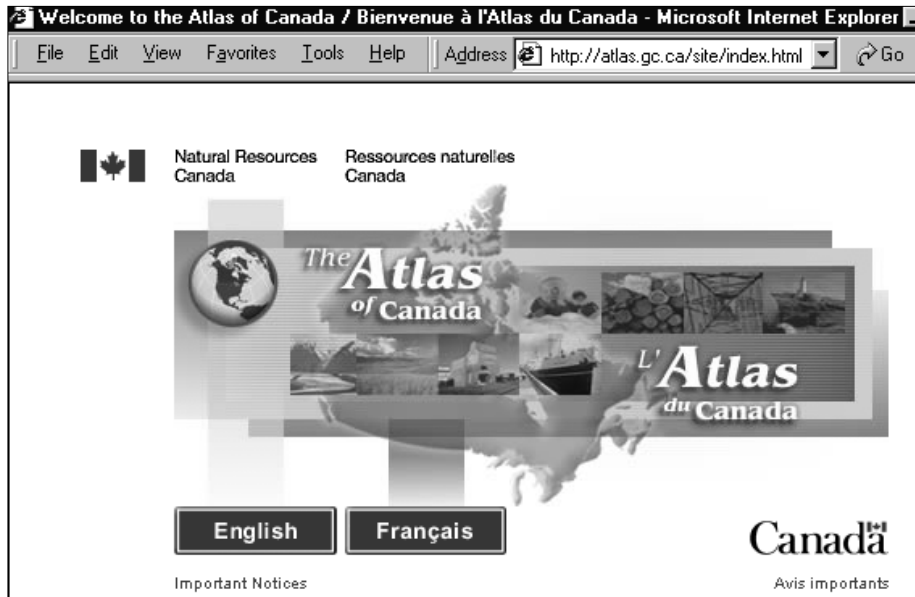 Welcome to the Atlas of Canada / Bienvenue à l'Atlas du Canada - Microsoft Internet Explorer
File Edit View Favorites Tools Help Address http://atlas.gc.ca/site/index.html Go
Natural Resources Ressources naturelles
Canada Canada
The Atlas
of Canada
L'Atlas
du Canada
English Français
Canada
Important Notices Avis importants